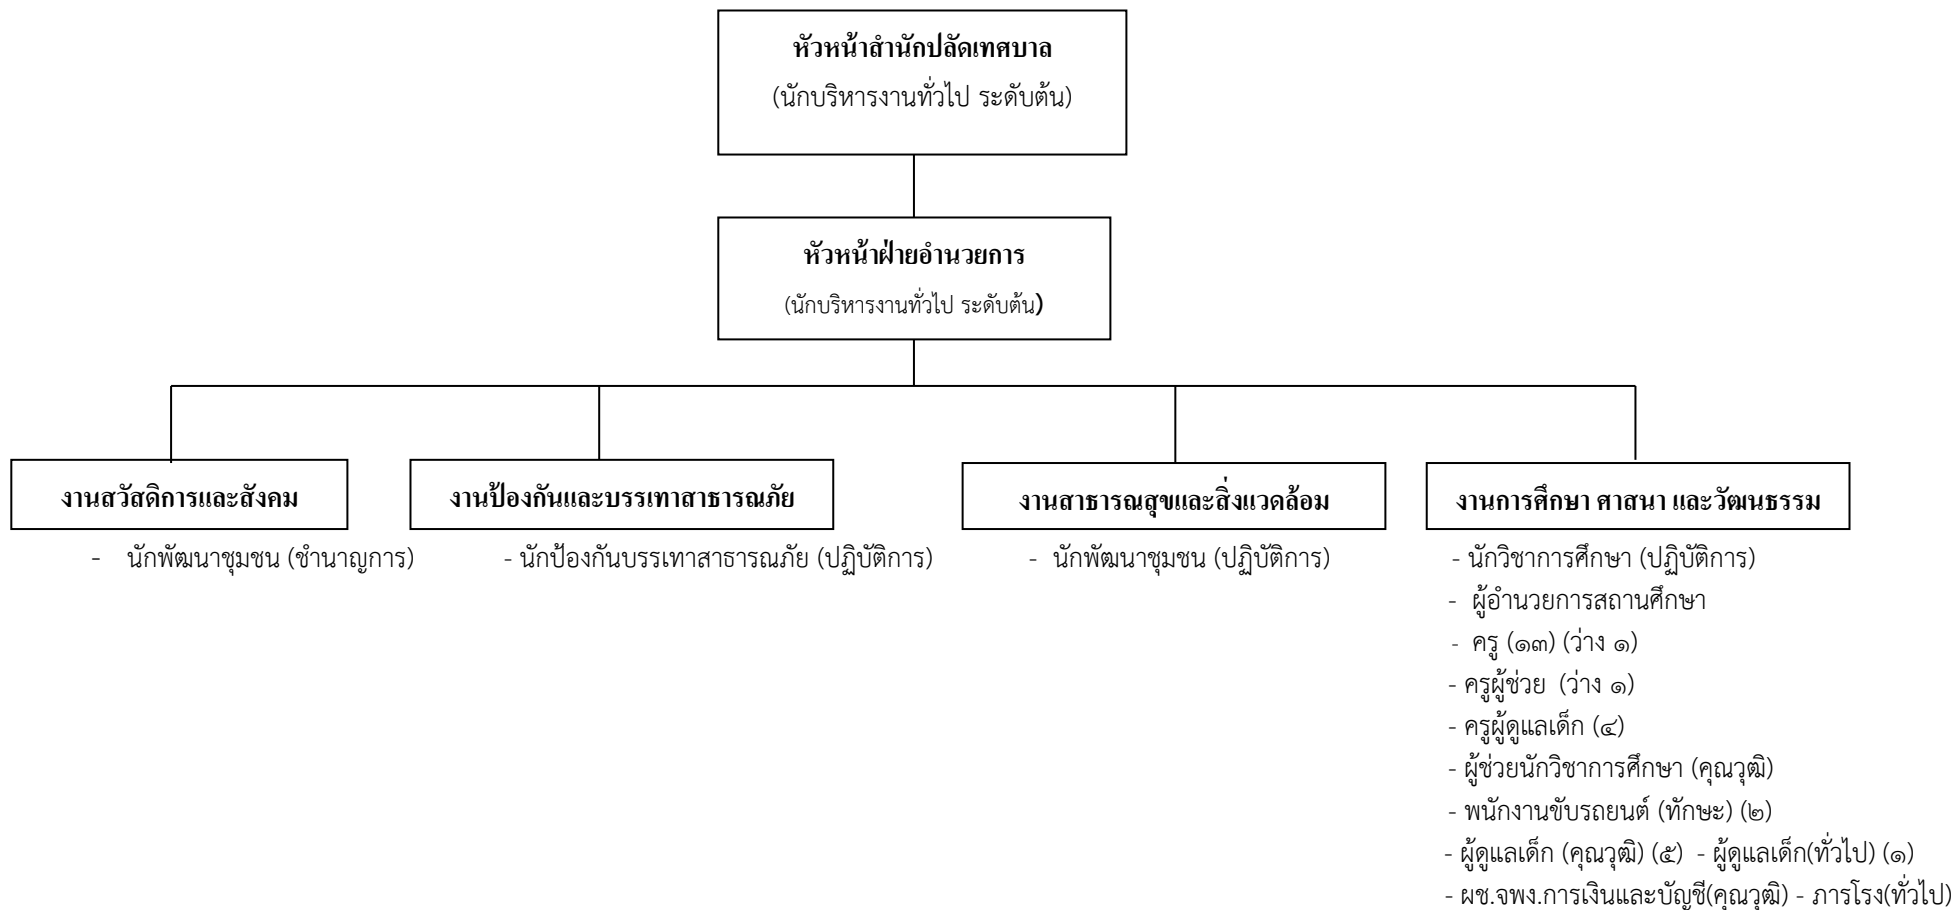 หัวหน้าสำนักปลัดเทศบาล
(นักบริหารงานทั่วไป ระดับต้น)
หัวหน้าฝ่ายอำนวยการ
(นักบริหารงานทั่วไป ระดับต้น)
งานสวัสดิการและสังคม
- นักพัฒนาชุมชน (ชำนาญการ)
งานป้องกันและบรรเทาสาธารณภัย
- นักป้องกันบรรเทาสาธารณภัย (ปฏิบัติการ)
งานสาธารณสุขและสิ่งแวดล้อม
- นักพัฒนาชุมชน (ปฏิบัติการ)
งานการศึกษา ศาสนา และวัฒนธรรม
- นักวิชาการศึกษา (ปฏิบัติการ)
- ผู้อำนวยการสถานศึกษา
- ครู (๑๓) (ว่าง ๑)
- ครูผู้ช่วย (ว่าง ๑)
- ครูผู้ดูแลเด็ก (๔)
- ผู้ช่วยนักวิชาการศึกษา (คุณวุฒิ)
- พนักงานขับรถยนต์ (ทักษะ) (๒)
- ผู้ดูแลเด็ก (คุณวุฒิ) (๕) - ผู้ดูแลเด็ก(ทั่วไป) (๑)
- ผช.จพง.การเงินและบัญชี(คุณวุฒิ) - ภารโรง(ทั่วไป)